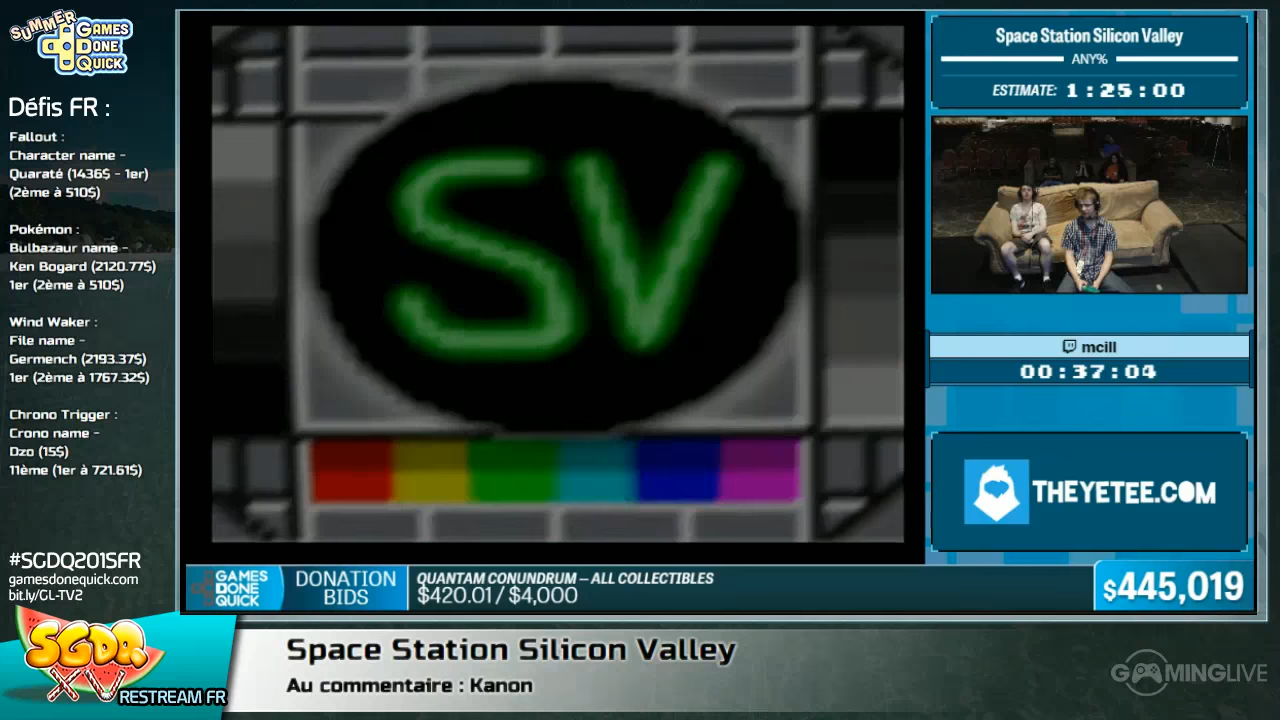 SUMMER
GAMES
DONE
QUICK
Défis FR :
Fallout :
Character name -
Quaraté (1436$ - 1er)
(2ème à 510$)
Pokémon :
Bulbazaur name -
Ken Bogard (2120.77$)
1er (2ème à 510$)
Wind Waker :
File name -
Germench (2193.37$)
1er (2ème à 1767.32$)
Chrono Trigger :
Crono name -
Dzo (15$)
11ème (1er à 721.61$)
#SGDQ2015FR
gamesdonequick.com
bit.ly/GL-TV2
SGDQ
XV
RESTREAM FR
SV
Space Station Silicon Valley
ANY%
ESTIMATE: 1:25:00
mcill
00:37:04
THEYETEE.COM
GAMES
DONE
QUICK
DONATION
BIDS
QUANTAM CONUNDRUM – ALL COLLECTIBLES
$420.01 / $4,000
$445,019
Space Station Silicon Valley
Au commentaire : Kanon
GAMINGLIVE